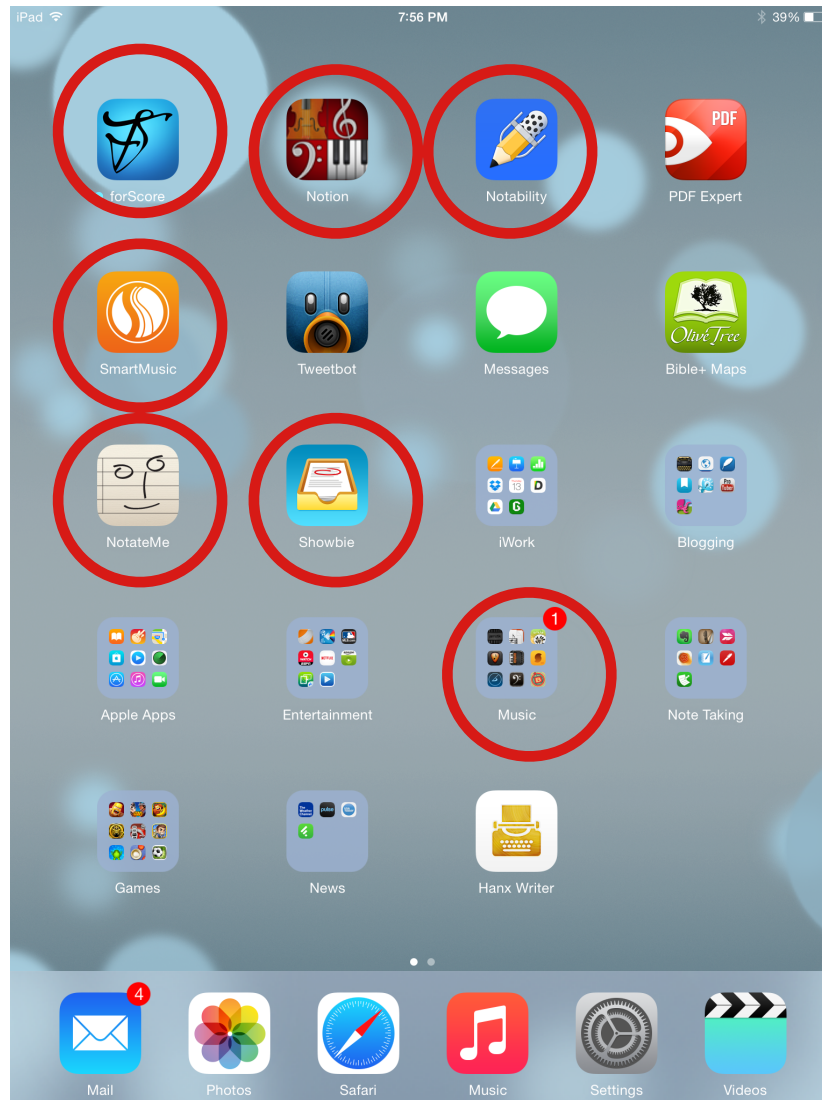 iPad 7:56 PM 39%
PDF
forScore Notion Notability PDF Expert
Olive Tree
SmartMusic Tweetbot Messages Bible+ Maps
13 D
G
NotateMe Showbie iWork Blogging
1
Apple Apps Entertainment Music Note Taking
pulse
Games News Hanx Writer
4
Mail Photos Safari Music Settings Videos